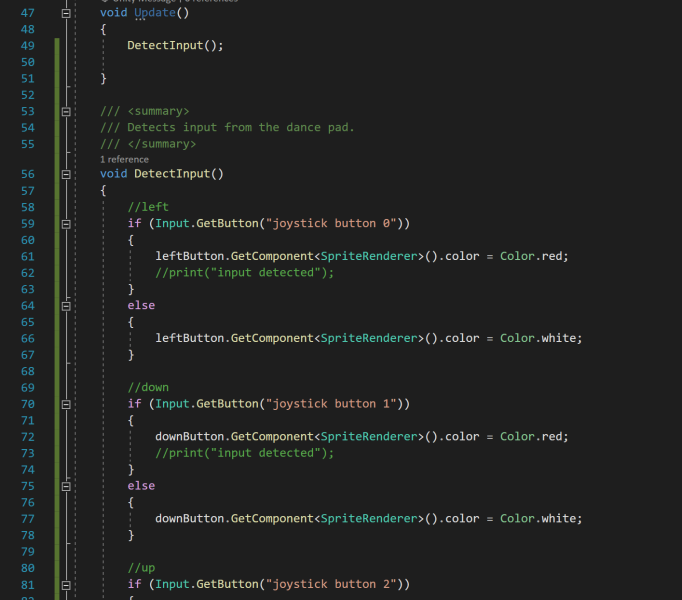 47 void Update()
48 {
49 DetectInput();
50
51 }
52
53 /// <summary>
54 /// Detects input from the dance pad.
55 /// </summary>
1 reference
56 void DetectInput()
57 {
58 //left
59 if (Input.GetButton("joystick button 0"))
60 {
61 leftButton.GetComponent<SpriteRenderer>().color = Color.red;
62 //print("input detected");
63 }
64 else
65 {
66 leftButton.GetComponent<SpriteRenderer>().color = Color.white;
67 }
68
69 //down
70 if (Input.GetButton("joystick button 1"))
71 {
72 downButton.GetComponent<SpriteRenderer>().color = Color.red;
73 //print("input detected");
74 }
75 else
76 {
77 downButton.GetComponent<SpriteRenderer>().color = Color.white;
78 }
79
80 //up
81 if (Input.GetButton("joystick button 2"))